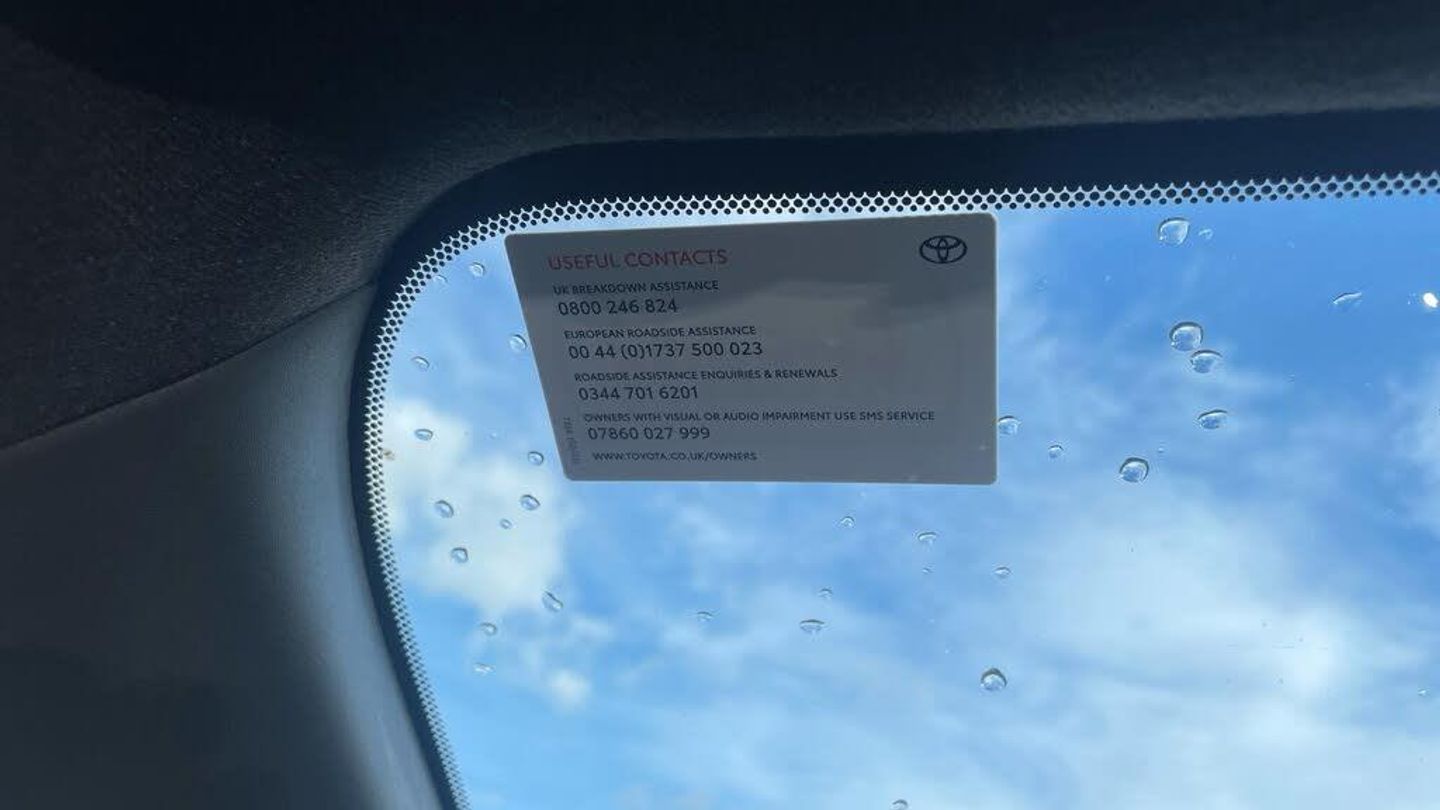 USEFUL CONTACTS
UK BREAKDOWN ASSISTANCE
0800 246 824
EUROPEAN ROADSIDE ASSISTANCE
00 44 (0)1737 500 023
ROADSIDE ASSISTANCE ENQUIRIES & RENEWALS
0344 701 6201
OWNERS WITH VISUAL OR AUDIO IMPAIRMENT USE SMS SERVICE
07860 027 999
WWW.TOYOTA.CO.UK/OWNERS